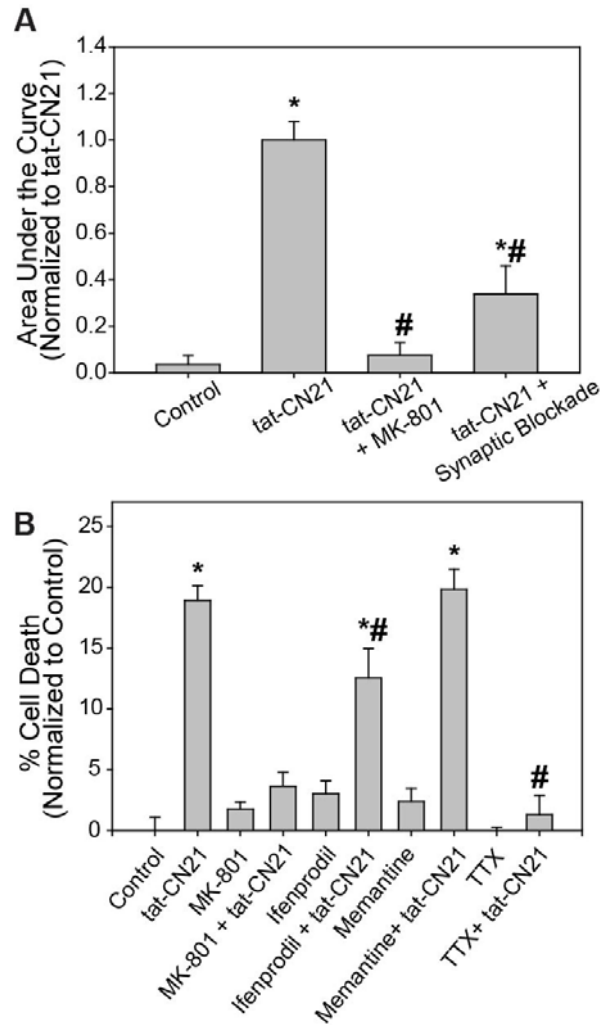 A
Area Under the Curve
(Normalized to tat-CN21)
1.4
1.2
1.0
0.8
0.6
0.4
0.2
0.0
*
#
*#
Control
tat-CN21
tat-CN21
+ MK-801
tat-CN21 +
Synaptic Blockade
B
% Cell Death
(Normalized to Control)
25
20
15
10
5
0
*
*#
*
#
Control
tat-CN21
MK-801
MK-801 + tat-CN21
Ifenprodil
Ifenprodil + tat-CN21
Memantine
Memantine+ tat-CN21
TTX
TTX+ tat-CN21